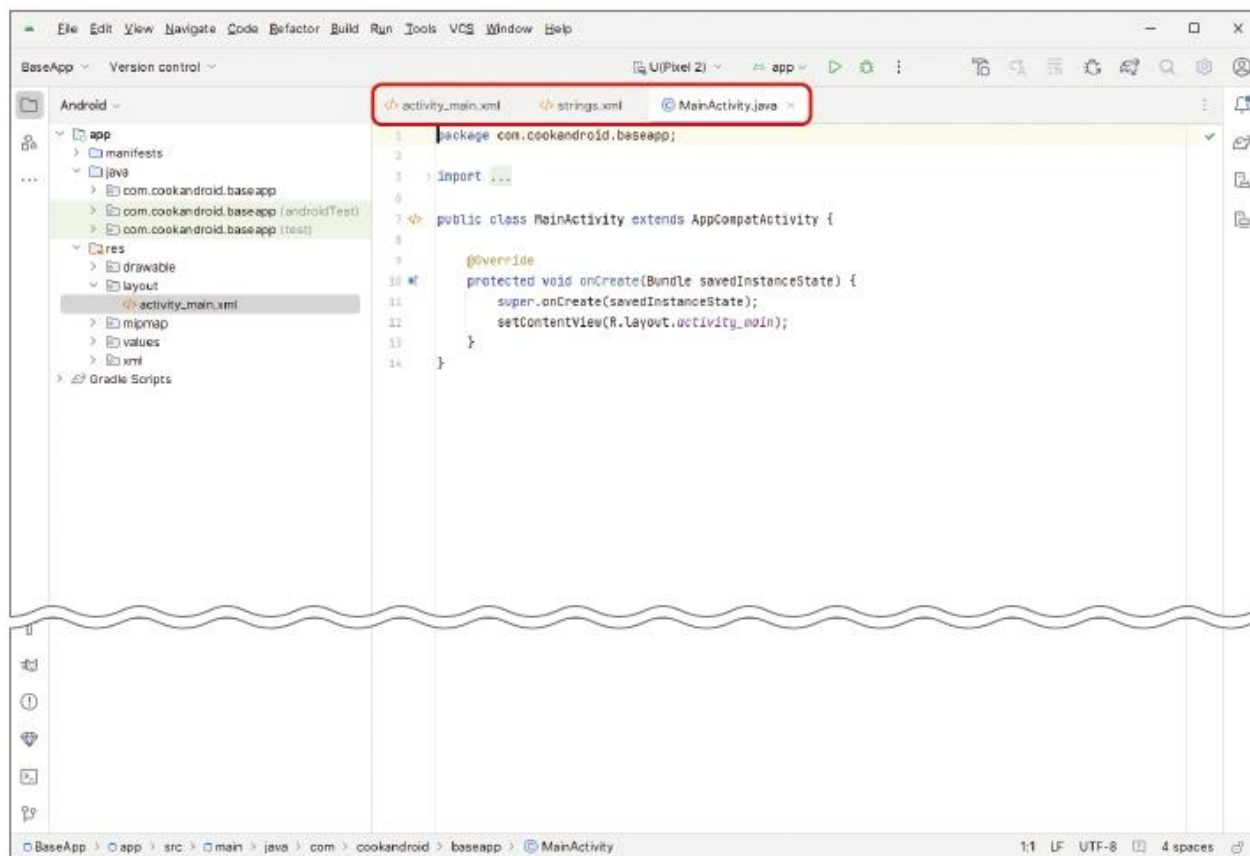 File Edit View Navigate Code Refactor Build Run Tools VCS Window Help
BaseApp Version control U(Pixel 2) app
Android
activity_main.xml strings.xml MainActivity.java
app
manifests
java
com.cookandroid.baseapp
com.cookandroid.baseapp (androidTest)
com.cookandroid.baseapp (test)
res
drawable
layout
activity_main.xml
mipmap
values
xml
Gradle Scripts
1 package com.cookandroid.baseapp;
2
3 import ...
6
7 public class MainActivity extends AppCompatActivity {
8
9 @Override
10 protected void onCreate(Bundle savedInstanceState) {
11 super.onCreate(savedInstanceState);
12 setContentView(R.layout.activity_main);
13 }
14 }
BaseApp > app > src > main > java > com > cookandroid > baseapp > MainActivity 1:1 LF UTF-8 4 spaces